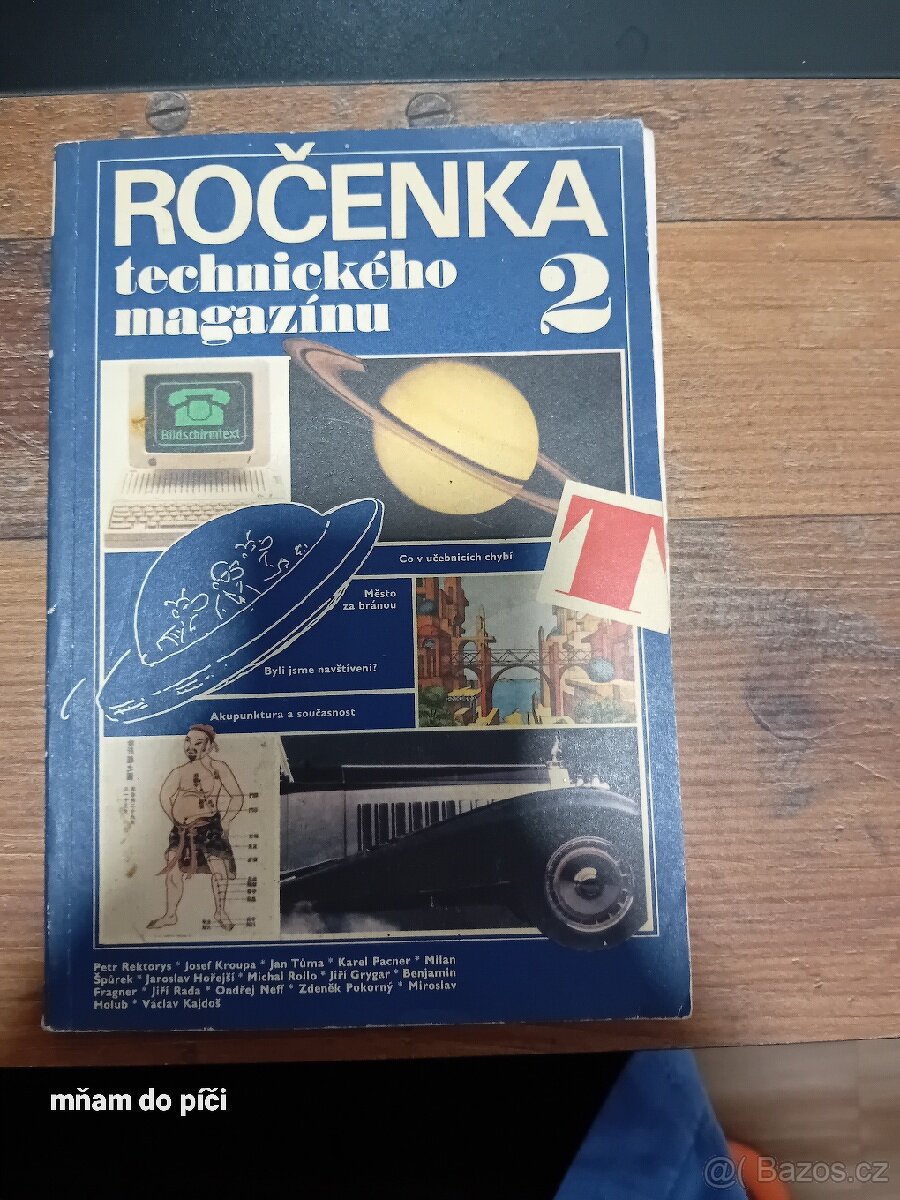 ROČENKA
technického
magazínu 2
Bildschirmtext
T
Co v učebnicích chybí
Město
za bránou
Byli jsme navštíveni?
Akupunktura a současnost
Petr Rektorys * Josef Kroupa * Jan Tůma * Karel Pacner * Milan
Špůrek * Jaroslav Hořejší * Michal Rollo * Jiří Grygar * Benjamin
Fragner * Jiří Rada * Ondřej Neff * Zdeněk Pokorný * Miroslav
Holub * Václav Kajdoš
mňam do píči
@ Bazos.cz